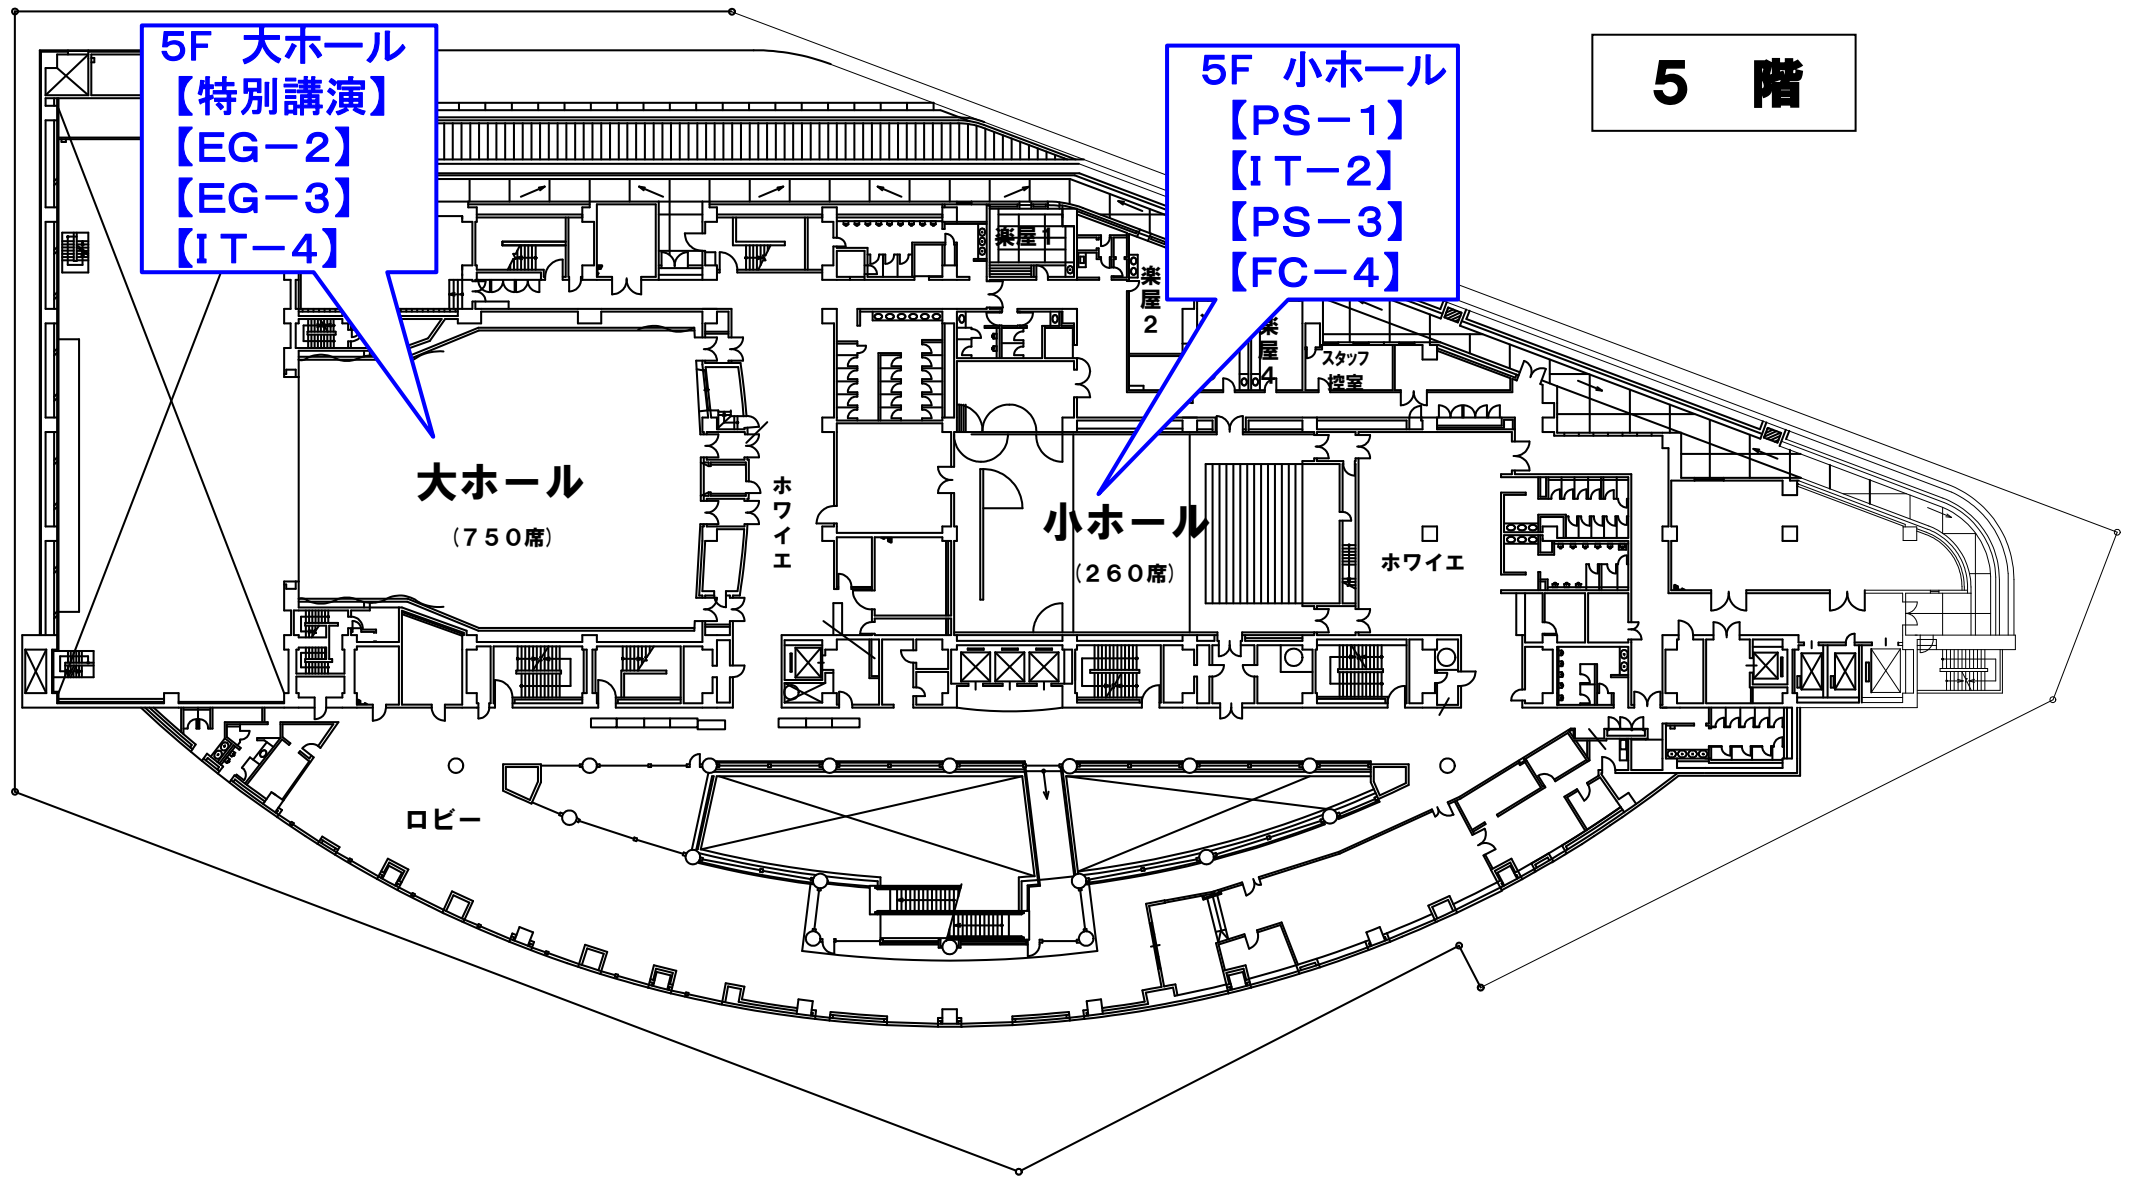 5F 大ホール
【特別講演】
【EG－2】
【EG－3】
【IT－4】
5F 小ホール
【PS－1】
【IT－2】
【PS－3】
【FC－4】
5 階
楽屋1
楽屋2
楽屋4
スタッフ
控室
大ホール
(750席)
ホワイエ
小ホール
(260席)
ホワイエ
ロビー